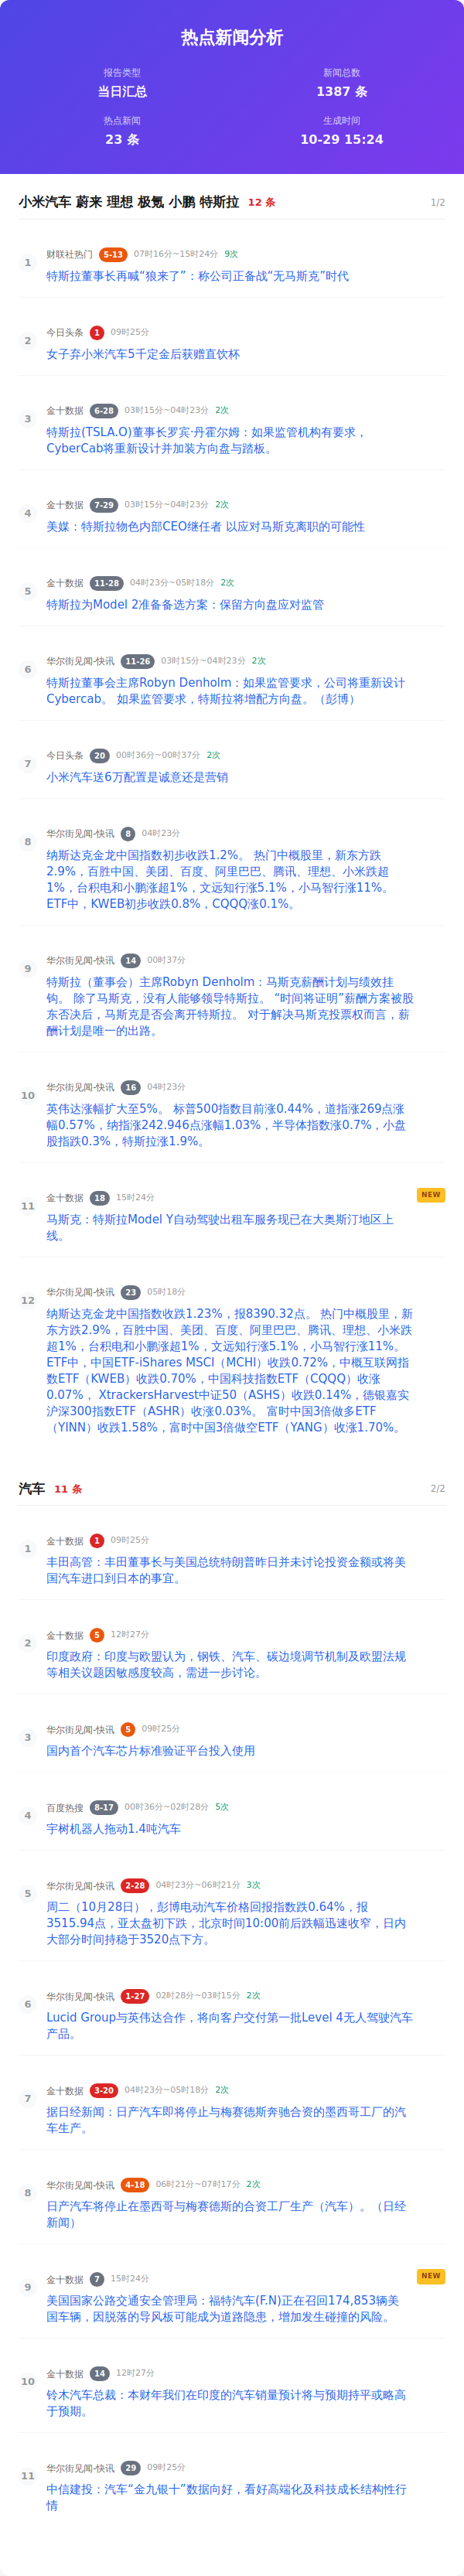 热点新闻分析
报告类型
新闻总数
当日汇总
1387 条
热点新闻
生成时间
23 条
10-29 15:24
小米汽车 蔚来 理想 极氪 小鹏 特斯拉 12 条 1/2
1 财联社热门 5-13 07时16分~15时24分 9次
特斯拉董事长再喊“狼来了”：称公司正备战“无马斯克”时代
2 今日头条 1 09时25分
女子弃小米汽车5千定金后获赠直饮杯
3 金十数据 6-28 03时15分~04时23分 2次
特斯拉(TSLA.O)董事长罗宾·丹霍尔姆：如果监管机构有要求，
CyberCab将重新设计并加装方向盘与踏板。
4 金十数据 7-29 03时15分~04时23分 2次
美媒：特斯拉物色内部CEO继任者 以应对马斯克离职的可能性
5 金十数据 11-28 04时23分~05时18分 2次
特斯拉为Model 2准备备选方案：保留方向盘应对监管
6 华尔街见闻-快讯 11-26 03时15分~04时23分 2次
特斯拉董事会主席Robyn Denholm：如果监管要求，公司将重新设计
Cybercab。 如果监管要求，特斯拉将增配方向盘。（彭博）
7 今日头条 20 00时36分~00时37分 2次
小米汽车送6万配置是诚意还是营销
8 华尔街见闻-快讯 8 04时23分
纳斯达克金龙中国指数初步收跌1.2%。 热门中概股里，新东方跌
2.9%，百胜中国、美团、百度、阿里巴巴、腾讯、理想、小米跌超
1%，台积电和小鹏涨超1%，文远知行涨5.1%，小马智行涨11%。
ETF中，KWEB初步收跌0.8%，CQQQ涨0.1%。
9 华尔街见闻-快讯 14 00时37分
特斯拉（董事会）主席Robyn Denholm：马斯克薪酬计划与绩效挂
钩。 除了马斯克，没有人能够领导特斯拉。 “时间将证明”薪酬方案被股
东否决后，马斯克是否会离开特斯拉。 对于解决马斯克投票权而言，薪
酬计划是唯一的出路。
10 华尔街见闻-快讯 16 04时23分
英伟达涨幅扩大至5%。 标普500指数目前涨0.44%，道指涨269点涨
幅0.57%，纳指涨242.946点涨幅1.03%，半导体指数涨0.7%，小盘
股指跌0.3%，特斯拉涨1.9%。
11 金十数据 18 15时24分 NEW
马斯克：特斯拉Model Y自动驾驶出租车服务现已在大奥斯汀地区上
线。
12 华尔街见闻-快讯 23 05时18分
纳斯达克金龙中国指数收跌1.23%，报8390.32点。 热门中概股里，新
东方跌2.9%，百胜中国、美团、百度、阿里巴巴、腾讯、理想、小米跌
超1%，台积电和小鹏涨超1%，文远知行涨5.1%，小马智行涨11%。
ETF中，中国ETF-iShares MSCI（MCHI）收跌0.72%，中概互联网指
数ETF（KWEB）收跌0.70%，中国科技指数ETF（CQQQ）收涨
0.07%， XtrackersHarvest中证50（ASHS）收跌0.14%，德银嘉实
沪深300指数ETF（ASHR）收涨0.03%。 富时中国3倍做多ETF
（YINN）收跌1.58%，富时中国3倍做空ETF（YANG）收涨1.70%。
汽车 11 条 2/2
1 金十数据 1 09时25分
丰田高管：丰田董事长与美国总统特朗普昨日并未讨论投资金额或将美
国汽车进口到日本的事宜。
2 金十数据 5 12时27分
印度政府：印度与欧盟认为，钢铁、汽车、碳边境调节机制及欧盟法规
等相关议题因敏感度较高，需进一步讨论。
3 华尔街见闻-快讯 5 09时25分
国内首个汽车芯片标准验证平台投入使用
4 百度热搜 8-17 00时36分~02时28分 5次
宇树机器人拖动1.4吨汽车
5 华尔街见闻-快讯 2-28 04时23分~06时21分 3次
周二（10月28日），彭博电动汽车价格回报指数跌0.64%，报
3515.94点，亚太盘初下跌，北京时间10:00前后跌幅迅速收窄，日内
大部分时间持稳于3520点下方。
6 华尔街见闻-快讯 1-27 02时28分~03时15分 2次
Lucid Group与英伟达合作，将向客户交付第一批Level 4无人驾驶汽车
产品。
7 金十数据 3-20 04时23分~05时18分 2次
据日经新闻：日产汽车即将停止与梅赛德斯奔驰合资的墨西哥工厂的汽
车生产。
8 华尔街见闻-快讯 4-18 06时21分~07时17分 2次
日产汽车将停止在墨西哥与梅赛德斯的合资工厂生产（汽车）。（日经
新闻）
9 金十数据 7 15时24分 NEW
美国国家公路交通安全管理局：福特汽车(F.N)正在召回174,853辆美
国车辆，因脱落的导风板可能成为道路隐患，增加发生碰撞的风险。
10 金十数据 14 12时27分
铃木汽车总裁：本财年我们在印度的汽车销量预计将与预期持平或略高
于预期。
11 华尔街见闻-快讯 29 09时25分
中信建投：汽车“金九银十”数据向好，看好高端化及科技成长结构性行
情